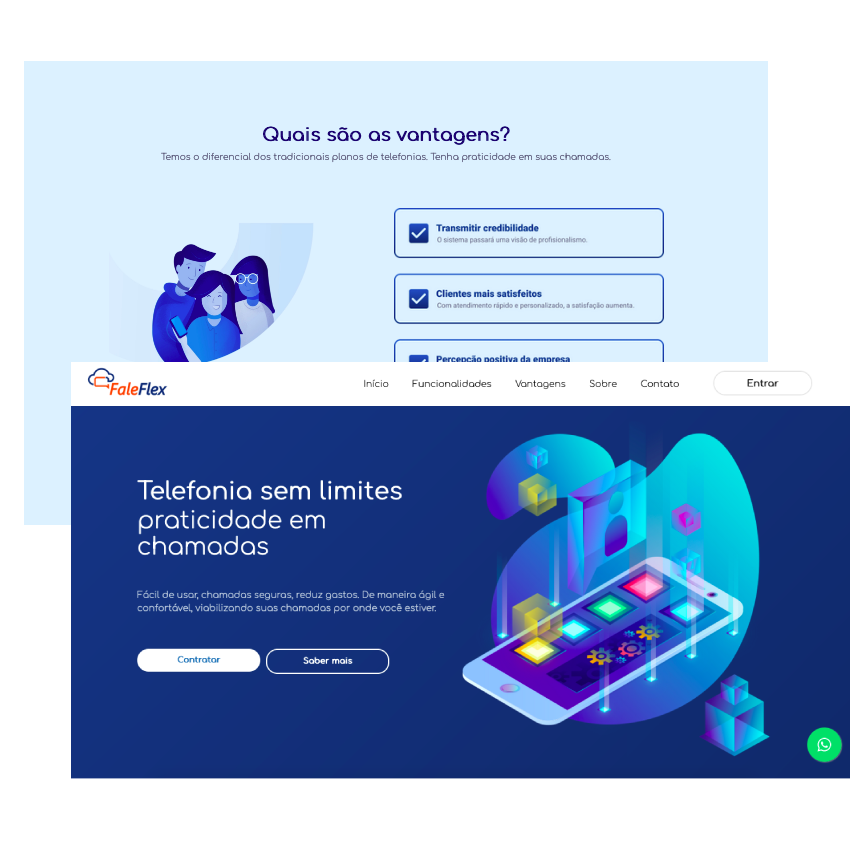 Quais são as vantagens?
Temos o diferencial dos tradicionais planos de telefonias. Tenha praticidade em suas chamadas.
Transmitir credibilidade
O sistema passará uma visão de profissionalismo.
Clientes mais satisfeitos
Com atendimento rápido e personalizado, a satisfação aumenta.
Percepção positiva da empresa
FaleFlex
Início Funcionalidades Vantagens Sobre Contato Entrar
Telefonia sem limites
praticidade em
chamadas
Fácil de usar, chamadas seguras, reduz gastos. De maneira ágil e
confortável, viabilizando suas chamadas por onde você estiver.
Contratar Saber mais